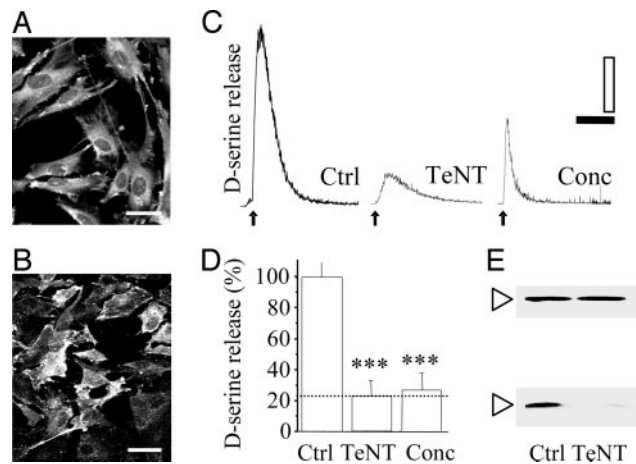 A
B
C
D-serine release
Ctrl
TeNT
Conc
D
D-serine release (%)
100
80
60
40
20
0
***
***
Ctrl TeNT Conc
E
Ctrl TeNT